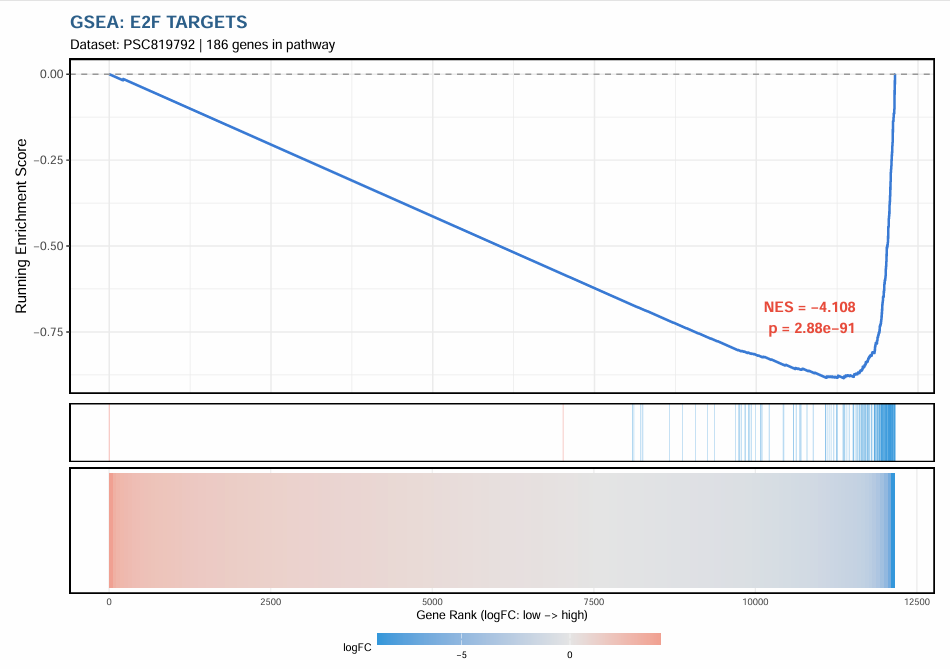 GSEA: E2F TARGETS
Dataset: PSC819792 | 186 genes in pathway
Running Enrichment Score
0.00
−0.25
−0.50
−0.75
NES = −4.108
p = 2.88e−91
0 2500 5000 7500 10000 12500
Gene Rank (logFC: low −> high)
logFC
−5 0